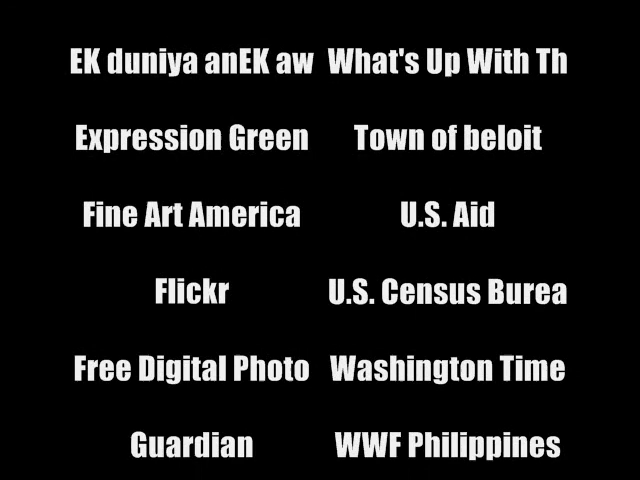 EK duniya anEK aw What's Up With Th
Expression Green Town of beloit
Fine Art America U.S. Aid
Flickr U.S. Census Burea
Free Digital Photo Washington Time
Guardian WWF Philippines